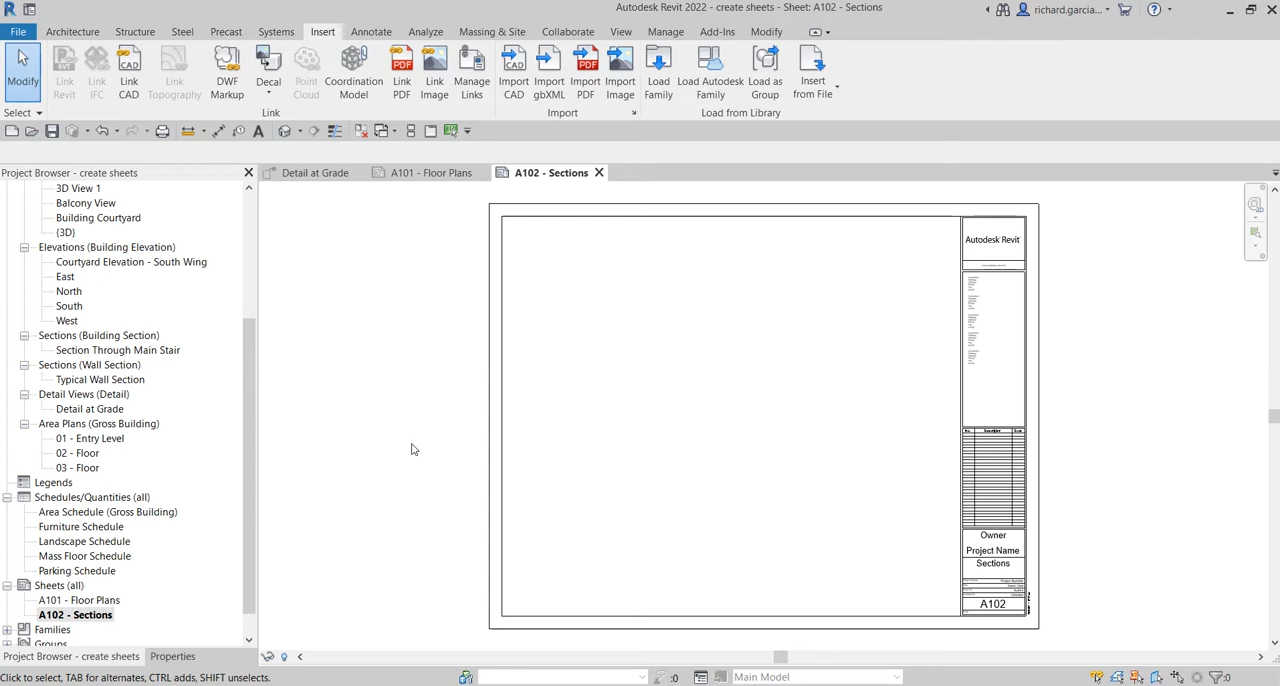 Autodesk Revit 2022 - create sheets - Sheet: A102 - Sections
richard.garcia...
File Architecture Structure Steel Precast Systems Insert Annotate Analyze Massing & Site Collaborate View Manage Add-Ins Modify
Modify
Link Revit
Link IFC
Link CAD
Link Topography
DWF Markup
Decal
Point Cloud
Coordination Model
Link PDF
Link Image
Manage Links
Import CAD
Import gbXML
Import PDF
Import Image
Load Family
Load Autodesk Family
Load as Group
Insert from File
Select
Link
Import
Load from Library
Project Browser - create sheets
Detail at Grade
A101 - Floor Plans
A102 - Sections
3D View 1
Balcony View
Building Courtyard
{3D}
Elevations (Building Elevation)
Courtyard Elevation - South Wing
East
North
South
West
Sections (Building Section)
Section Through Main Stair
Sections (Wall Section)
Typical Wall Section
Detail Views (Detail)
Detail at Grade
Area Plans (Gross Building)
01 - Entry Level
02 - Floor
03 - Floor
Legends
Schedules/Quantities (all)
Area Schedule (Gross Building)
Furniture Schedule
Landscape Schedule
Mass Floor Schedule
Parking Schedule
Sheets (all)
A101 - Floor Plans
A102 - Sections
Families
Groups
Autodesk Revit
No. Description Date
Owner
Project Name
Sections
A102
Project Browser - create sheets
Properties
Click to select, TAB for alternates, CTRL adds, SHIFT unselects.
:0
Main Model
:0